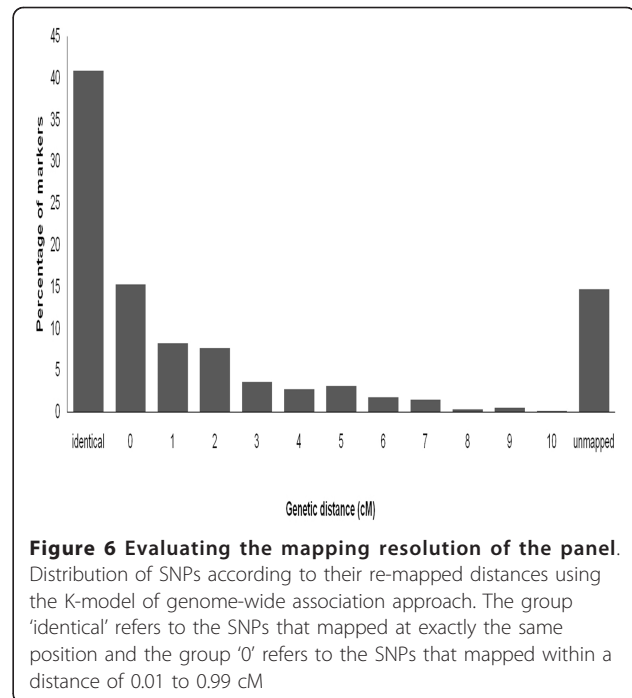 45
40
35
30
25
20
15
10
5
0
Percentage of markers
identical 0 1 2 3 4 5 6 7 8 9 10 unmapped
Genetic distance (cM)
Figure 6 Evaluating the mapping resolution of the panel.
Distribution of SNPs according to their re-mapped distances using
the K-model of genome-wide association approach. The group
‘identical’ refers to the SNPs that mapped at exactly the same
position and the group ‘0’ refers to the SNPs that mapped within a
distance of 0.01 to 0.99 cM